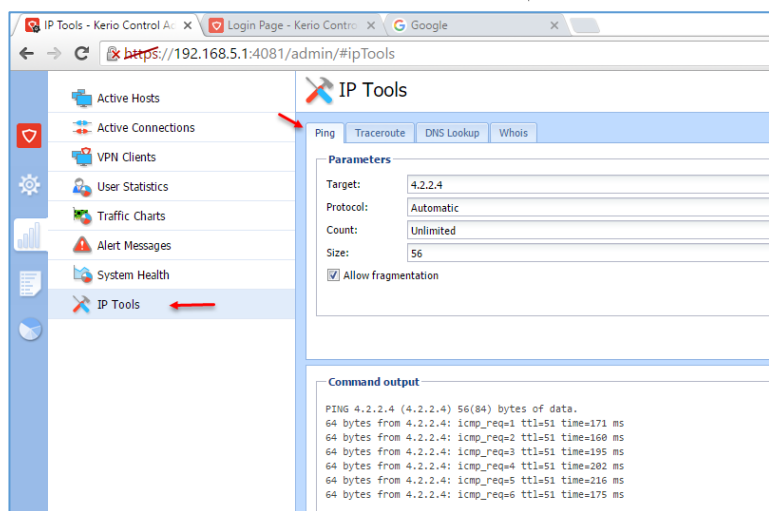 IP Tools - Kerio Control Ac
Login Page - Kerio Contro
Google
https://192.168.5.1:4081/admin/#ipTools
Active Hosts
Active Connections
VPN Clients
User Statistics
Traffic Charts
Alert Messages
System Health
IP Tools
IP Tools
Ping Traceroute DNS Lookup Whois
Parameters
Target: 4.2.2.4
Protocol: Automatic
Count: Unlimited
Size: 56
Allow fragmentation
Command output
PING 4.2.2.4 (4.2.2.4) 56(84) bytes of data.
64 bytes from 4.2.2.4: icmp_req=1 ttl=51 time=171 ms
64 bytes from 4.2.2.4: icmp_req=2 ttl=51 time=160 ms
64 bytes from 4.2.2.4: icmp_req=3 ttl=51 time=195 ms
64 bytes from 4.2.2.4: icmp_req=4 ttl=51 time=202 ms
64 bytes from 4.2.2.4: icmp_req=5 ttl=51 time=216 ms
64 bytes from 4.2.2.4: icmp_req=6 ttl=51 time=175 ms